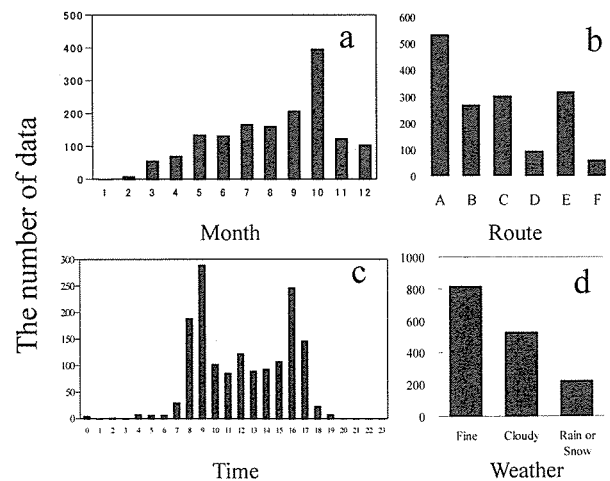 The number of data
a
500
400
300
200
100
0
1 2 3 4 5 6 7 8 9 10 11 12
Month
b
600
500
400
300
200
100
0
A B C D E F
Route
c
300
250
200
150
100
50
0
0 1 2 3 4 5 6 7 8 9 10 11 12 13 14 15 16 17 18 19 20 21 22 23
Time
d
1000
800
600
400
200
0
Fine Cloudy Rain or
Snow
Weather